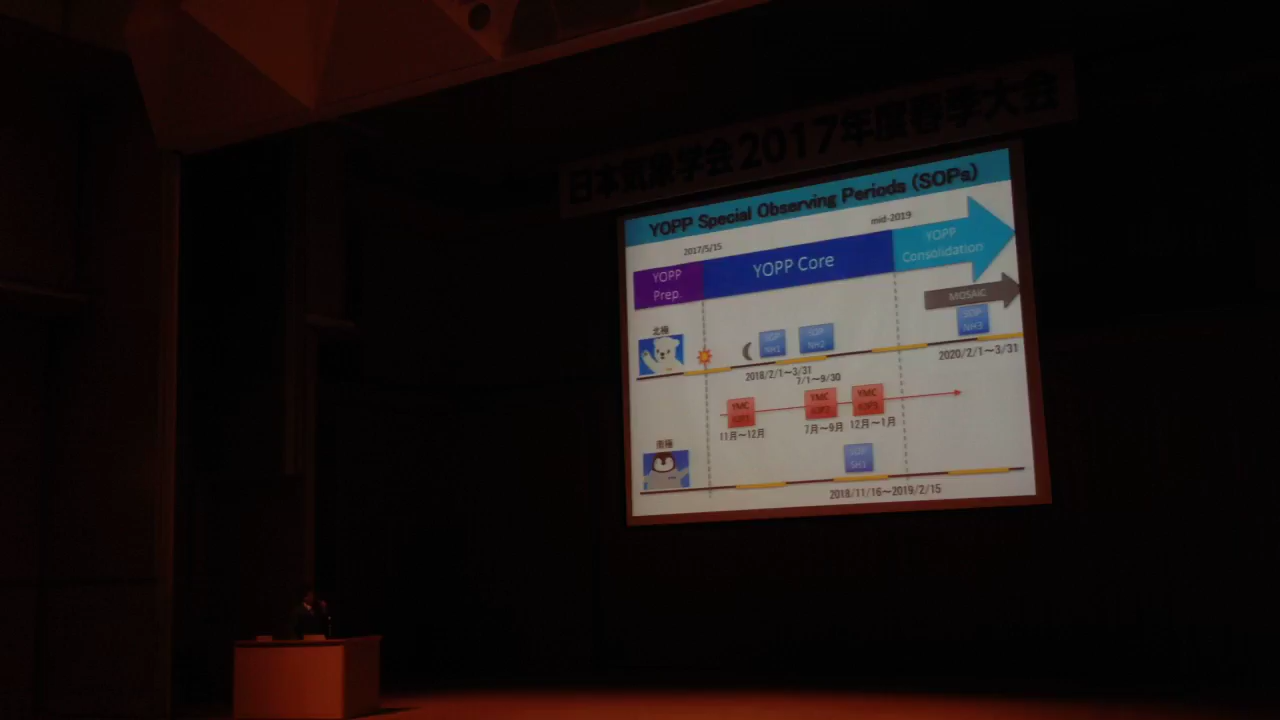 日本気象学会2017年度春季大会
YOPP Special Observing Periods (SOPs)
2017/5/15
mid-2019
YOPP
Prep.
YOPP Core
YOPP
Consolidation
MOSAiC
北極
SOP
NH1
SOP
NH2
SOP
NH3
2018/2/1～3/31
7/1～9/30
2020/2/1～3/31
YMC
YMC
YMC
11月～12月
7月～9月
12月～1月
南極
SOP
SH1
2018/11/16～2019/2/15